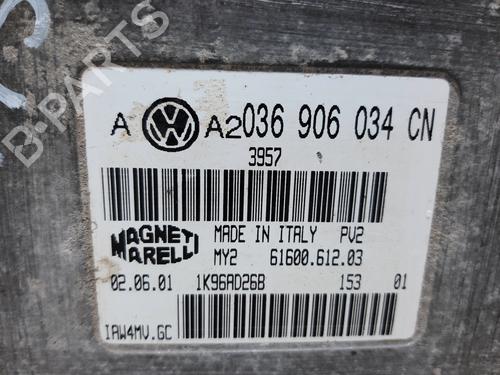 B-PARTS
A VW A2 036 906 034 CN
3957
MAGNETI MARELLI
MADE IN ITALY PV2
MY2 61600.612.03
02.06.01 1K96AD26B 153 01
IAW4MV.GC